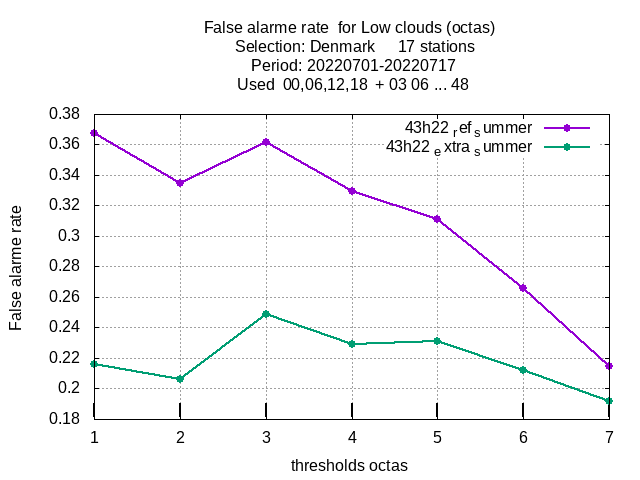 False alarme rate  for Low clouds (octas)
Selection: Denmark     17 stations
Period: 20220701-20220717
Used  00,06,12,18  + 03 06 ... 48
43h22 ref summer
43h22 extra summer
0.38
0.36
0.34
0.32
0.3
0.28
0.26
0.24
0.22
0.2
0.18
False alarme rate
1 2 3 4 5 6 7
thresholds octas